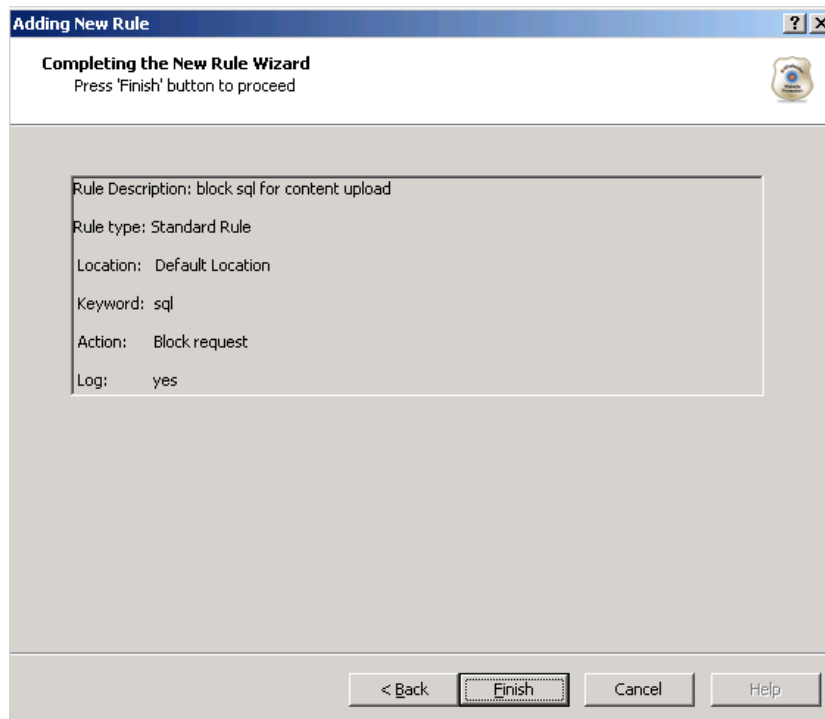 Adding New Rule
Completing the New Rule Wizard
Press 'Finish' button to proceed
Rule Description: block sql for content upload
Rule type: Standard Rule
Location: Default Location
Keyword: sql
Action: Block request
Log: yes
< Back Finish Cancel Help